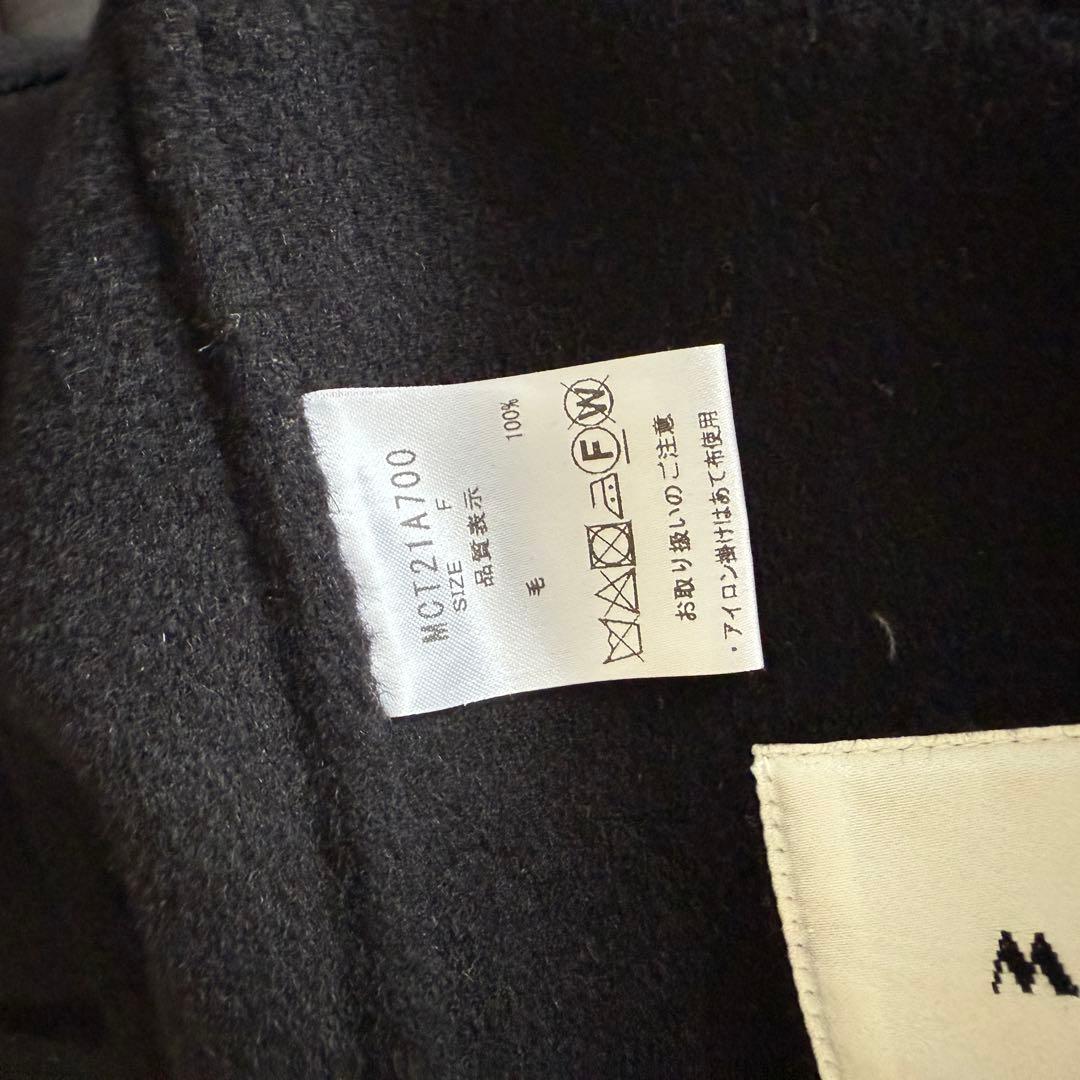 MCT21A700
SIZE F
品質表示
毛 100%
F W
お取り扱いのご注意
・アイロン掛けはあて布使用
M